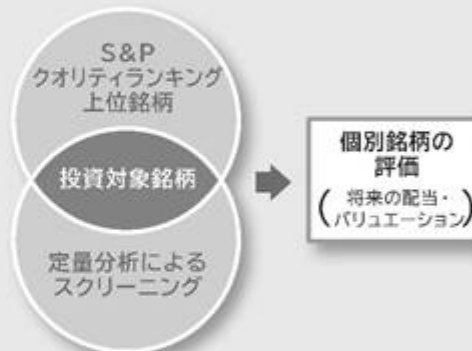 S&P
クオリティランキング
上位銘柄
投資対象銘柄
定量分析による
スクリーニング
個別銘柄の
評価
(将来の配当・
バリュエーション)